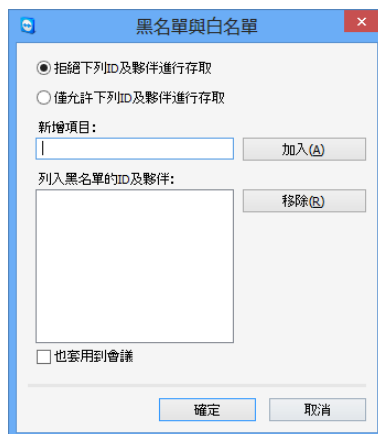 黑名單與白名單
拒絕下列ID及夥伴進行存取
僅允許下列ID及夥伴進行存取
新增項目:
加入(A)
列入黑名單的ID及夥伴:
移除(R)
也套用到會議
確定
取消